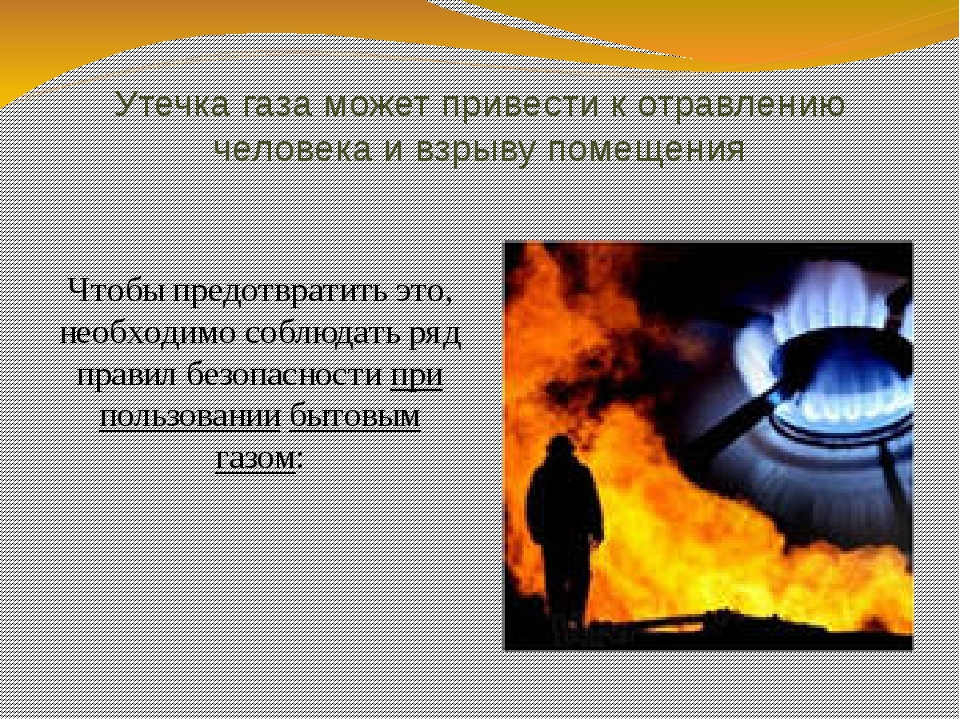 Утечка газа может привести к отравлению
человека и взрыву помещения
Чтобы предотвратить это,
необходимо соблюдать ряд
правил безопасности при
пользовании бытовым
газом: